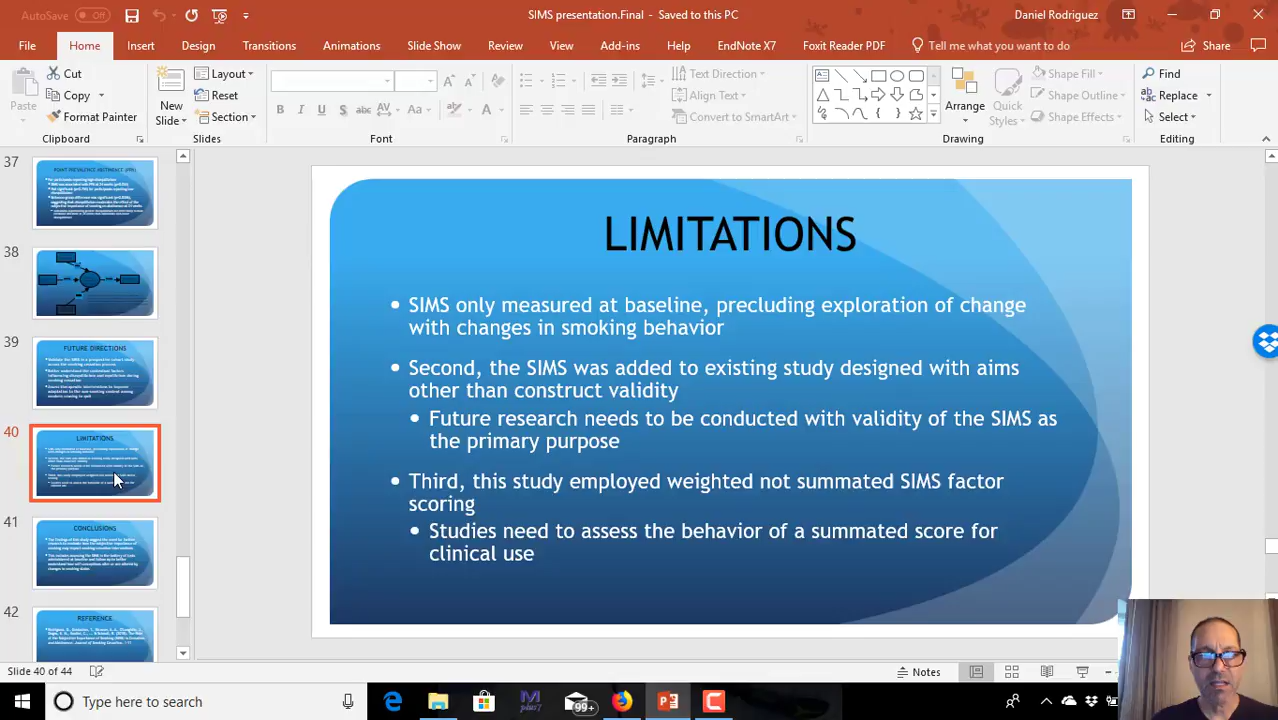 AutoSave Off
SIMS presentation.Final - Saved to this PC
Daniel Rodriguez
File Home Insert Design Transitions Animations Slide Show Review View Add-ins Help EndNote X7 Foxit Reader PDF Tell me what you want to do Share
Paste
Cut
Copy
Format Painter
Clipboard
New
Slide
Layout
Reset
Section
Slides
B I U S abc AV Aa A
Font
Text Direction
Align Text
Convert to SmartArt
Paragraph
Arrange
Quick
Styles
Shape Fill
Shape Outline
Shape Effects
Drawing
Find
Replace
Select
Editing
37
POINT PREVALENCE ABSTINENCE (PPA)
38
39
FUTURE DIRECTIONS
40
LIMITATIONS
41
CONCLUSIONS
42
REFERENCE
LIMITATIONS
• SIMS only measured at baseline, precluding exploration of change
with changes in smoking behavior
• Second, the SIMS was added to existing study designed with aims
other than construct validity
• Future research needs to be conducted with validity of the SIMS as
the primary purpose
• Third, this study employed weighted not summated SIMS factor
scoring
• Studies need to assess the behavior of a summated score for
clinical use
Slide 40 of 44
Notes
Type here to search
99+